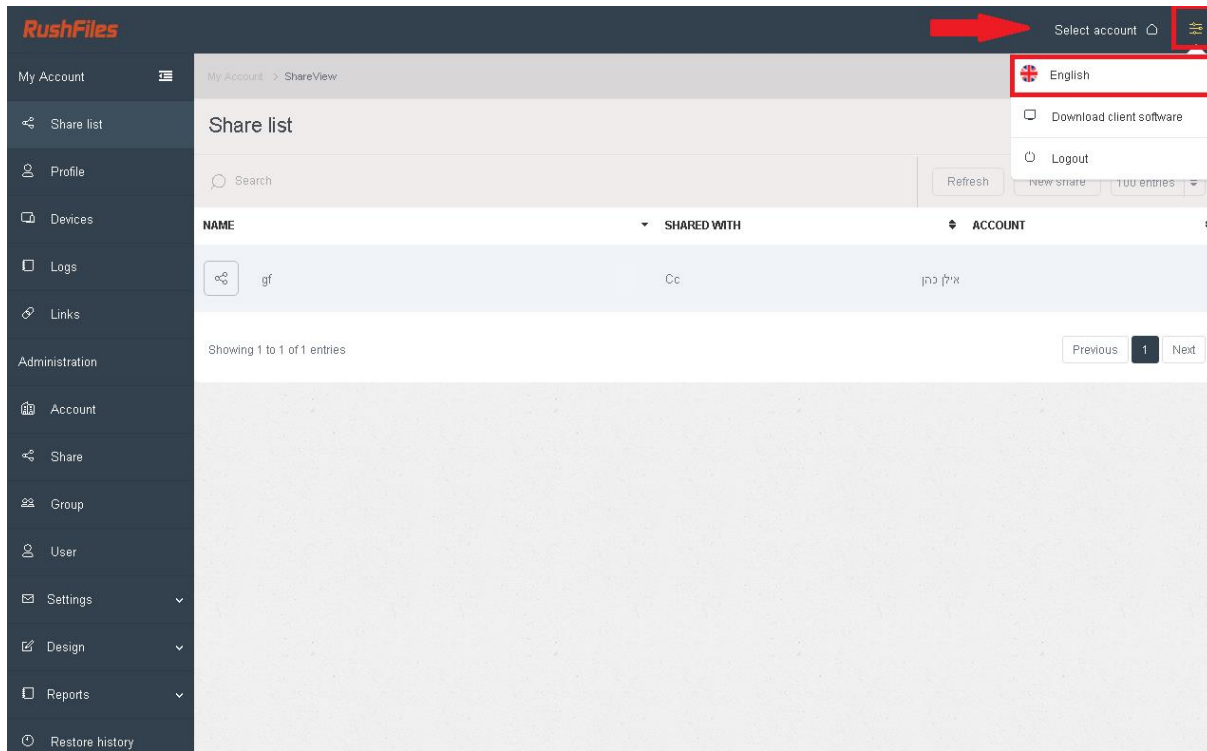 RushFiles
Select account
My Account
My Account > ShareView
English
Share list
Share list
Download client software
Profile
Search
Logout
Refresh
New share
100 entries
Devices
NAME
SHARED WITH
ACCOUNT
Logs
gf
Cc
אילן כהן
Links
Administration
Showing 1 to 1 of 1 entries
Previous
1
Next
Account
Share
Group
User
Settings
Design
Reports
Restore history